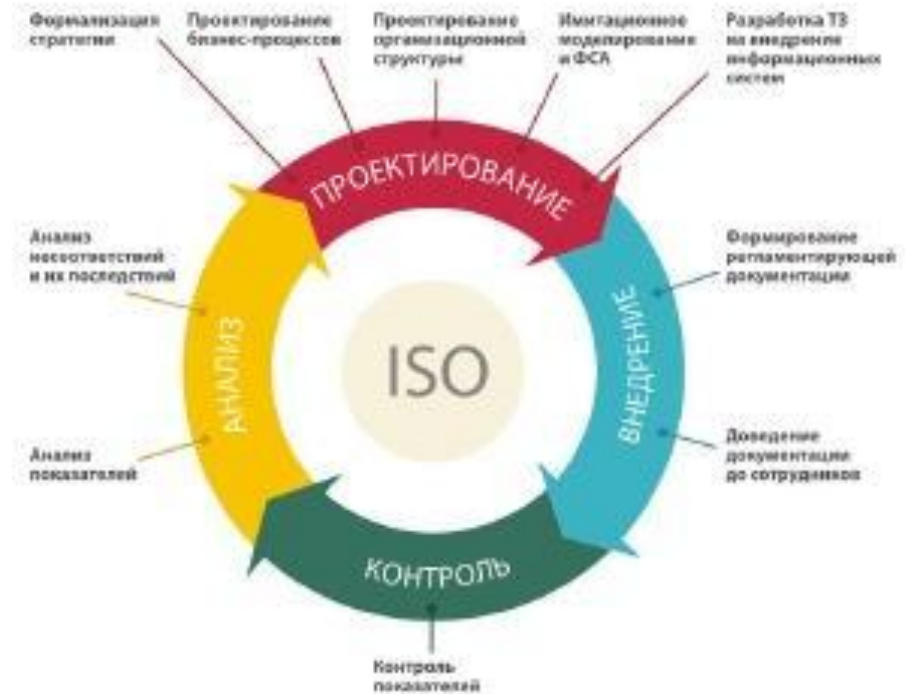 Формализация
стратегии
Проектирование
бизнес-процессов
Проектирование
организационной
структуры
Имитационное
моделирование
и ФСА
Разработка ТЗ
на внедрение
информационных
систем
ПРОЕКТИРОВАНИЕ
Формирование
регламентирующей
документации
ВНЕДРЕНИЕ
Доведение
документации
до сотрудников
КОНТРОЛЬ
Контроль
показателей
Анализ
несоответствий
и их последствий
АНАЛИЗ
Анализ
показателей
ISO